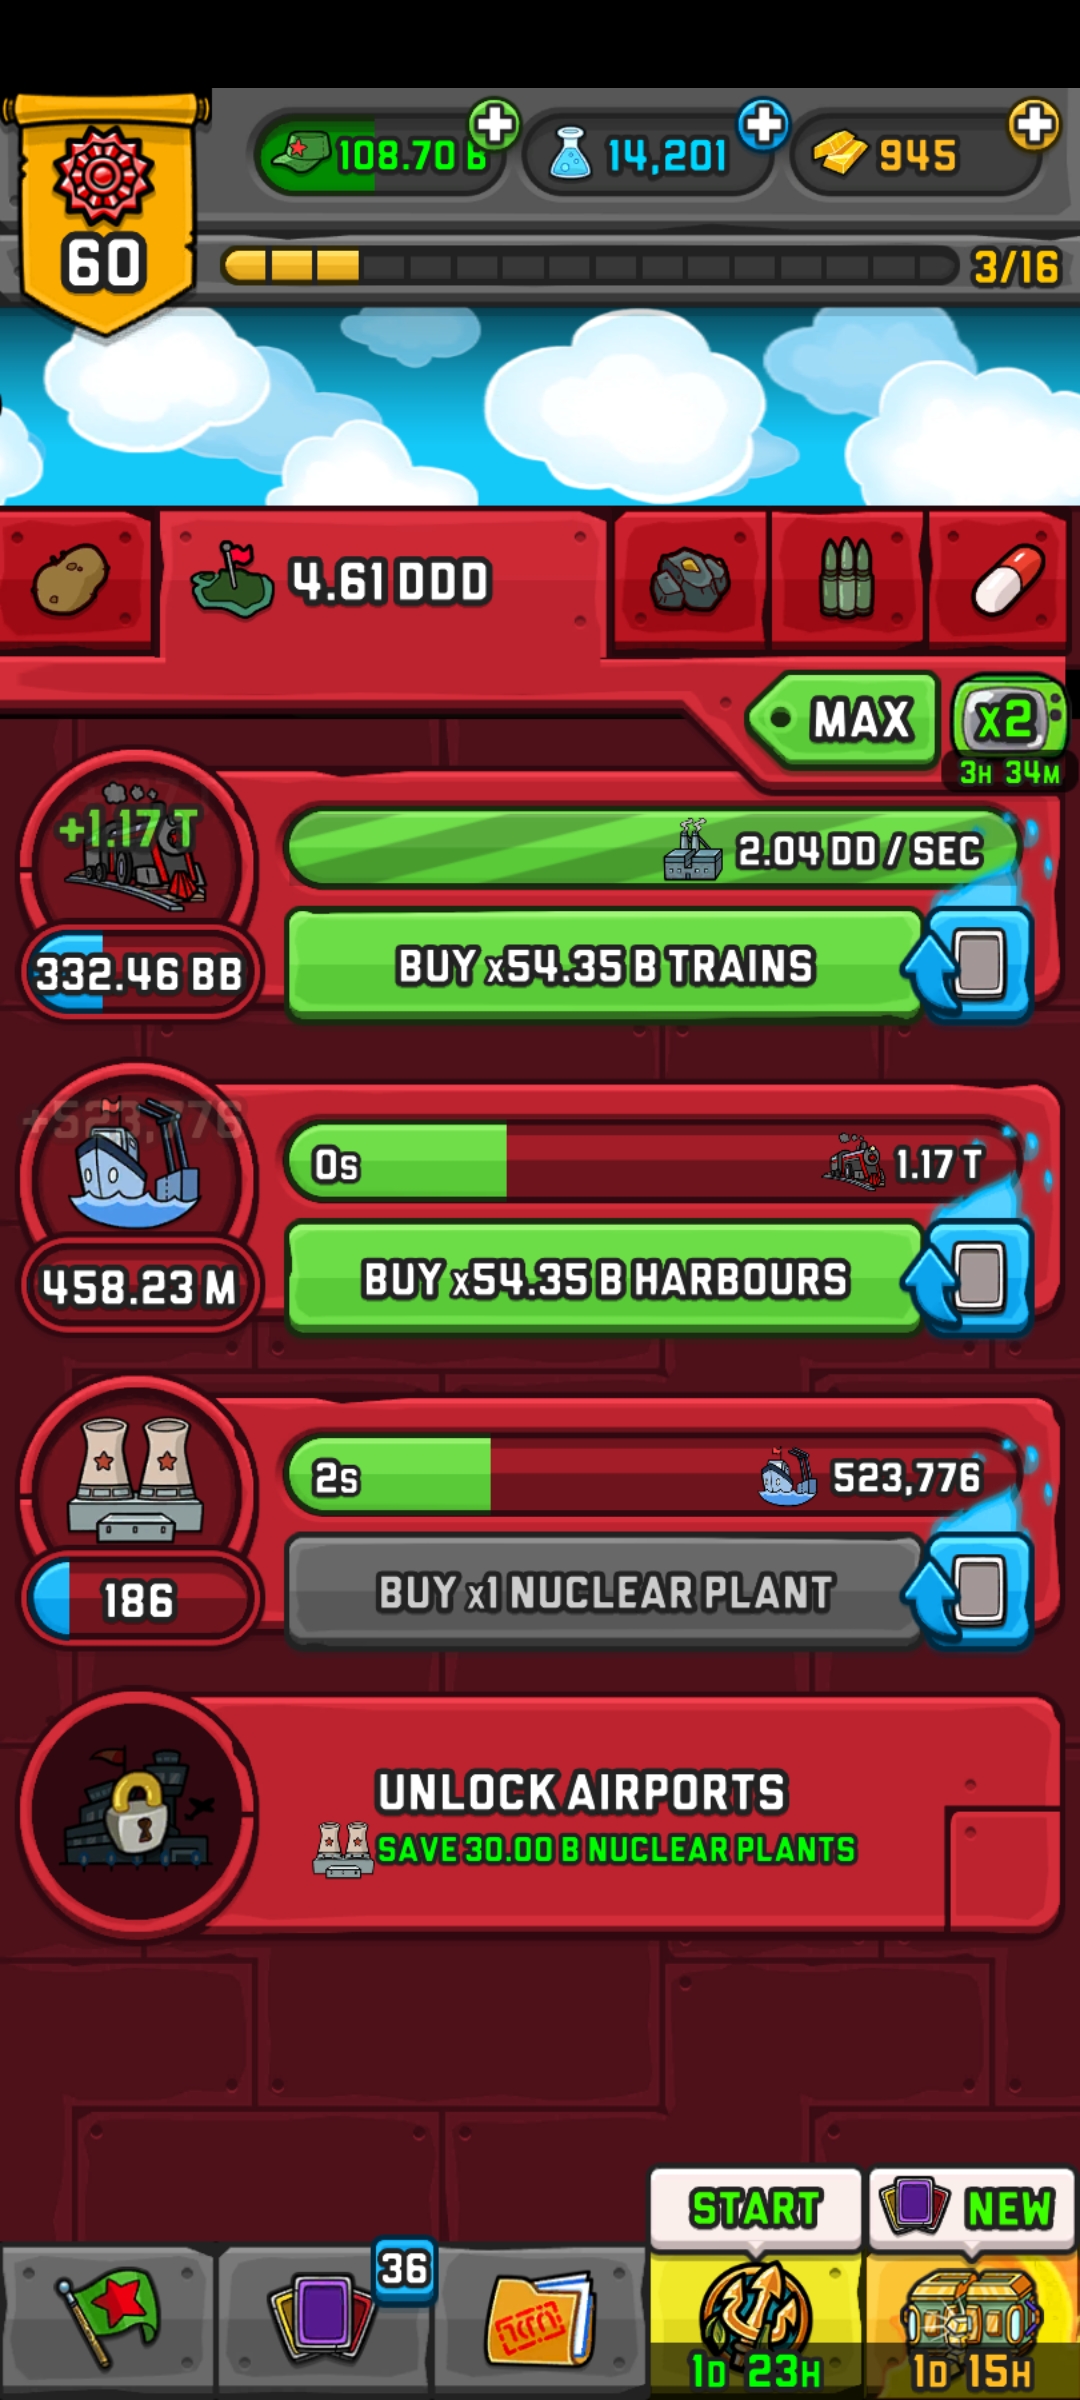 108.70 B
14,201
945
60
3/16
4.61 DDD
MAX
x2
3H 34M
+1.17 T
2.04 DD / SEC
332.46 BB
BUY x54.35 B TRAINS
+523,776
0s
1.17 T
458.23 M
BUY x54.35 B HARBOURS
2s
523,776
186
BUY x1 NUCLEAR PLANT
UNLOCK AIRPORTS
SAVE 30.00 B NUCLEAR PLANTS
START
NEW
36
1D 23H
1D 15H